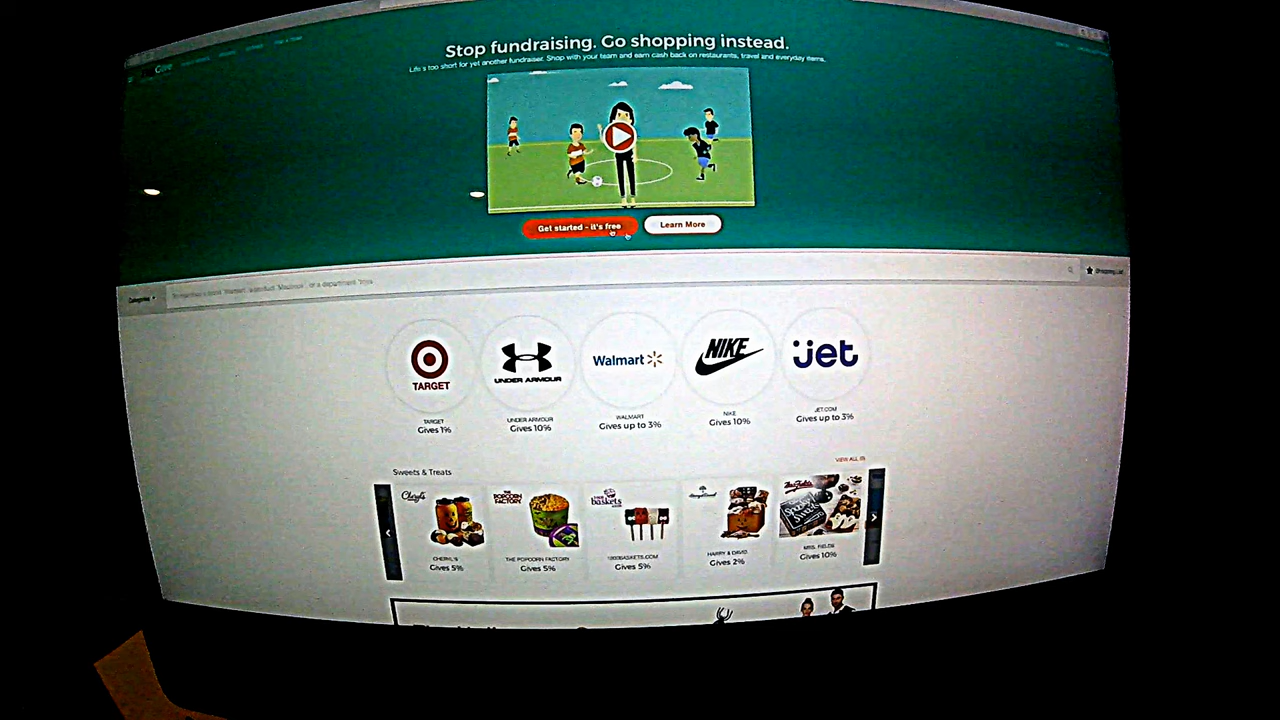 Stop fundraising. Go shopping instead.
Life's too short for yet another fundraiser. Shop with your team and earn cash back on restaurants, travel and everyday items.
Get started - it's free
Learn More
Categories
TARGET
UNDER ARMOUR
Walmart
NIKE
jet
TARGET
Gives 1%
UNDER ARMOUR
Gives 10%
WALMART
Gives up to 3%
NIKE
Gives 10%
JET.COM
Gives up to 3%
Sweets & Treats
VIEW ALL
Cheryl's
THE POPCORN FACTORY
baskets
Mrs. Fields
CHERYL'S
Gives 5%
THE POPCORN FACTORY
Gives 5%
1800BASKETS.COM
Gives 5%
HARRY & DAVID
Gives 2%
MRS. FIELDS
Gives 10%